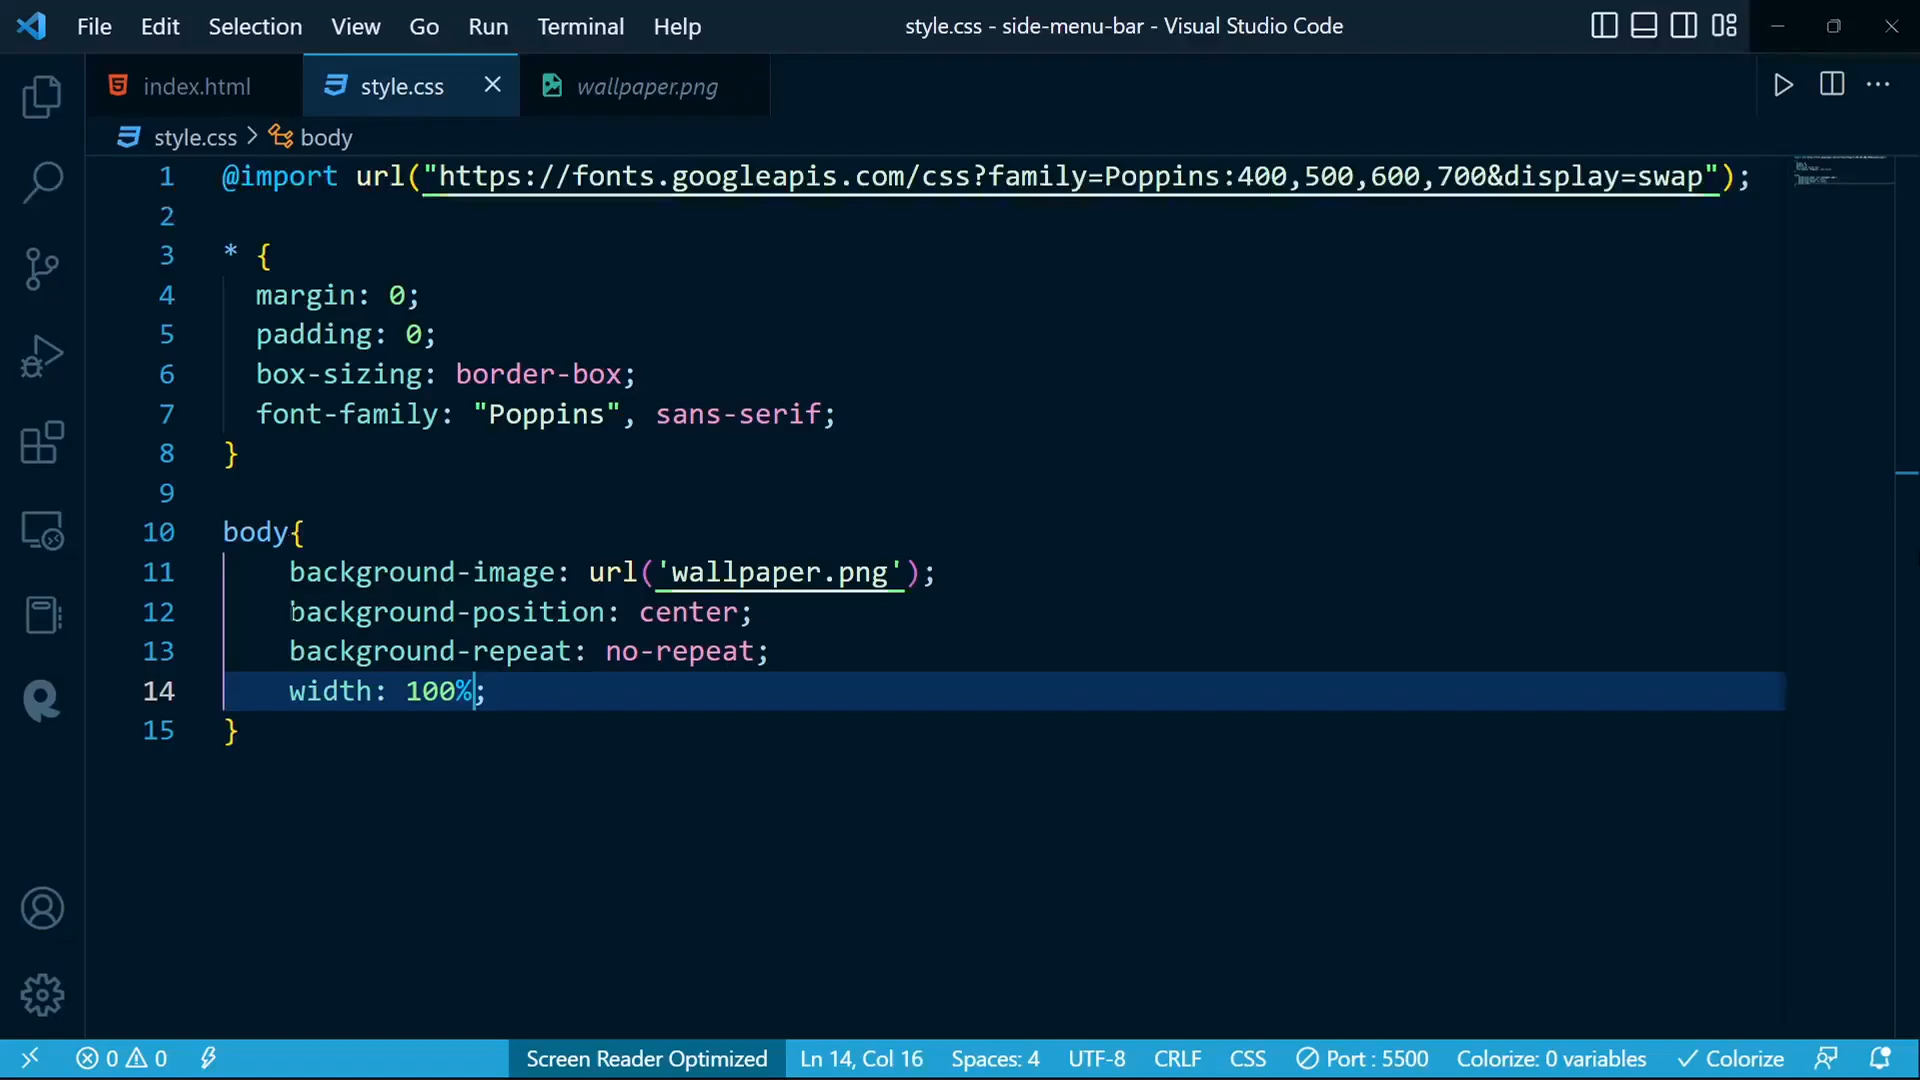 File Edit Selection View Go Run Terminal Help style.css - side-menu-bar - Visual Studio Code
index.html style.css wallpaper.png
style.css > body
1 @import url("https://fonts.googleapis.com/css?family=Poppins:400,500,600,700&display=swap");
2
3 * {
4 margin: 0;
5 padding: 0;
6 box-sizing: border-box;
7 font-family: "Poppins", sans-serif;
8 }
9
10 body{
11 background-image: url('wallpaper.png');
12 background-position: center;
13 background-repeat: no-repeat;
14 width: 100%;
15 }
0 0 Screen Reader Optimized Ln 14, Col 16 Spaces: 4 UTF-8 CRLF CSS Port : 5500 Colorize: 0 variables Colorize